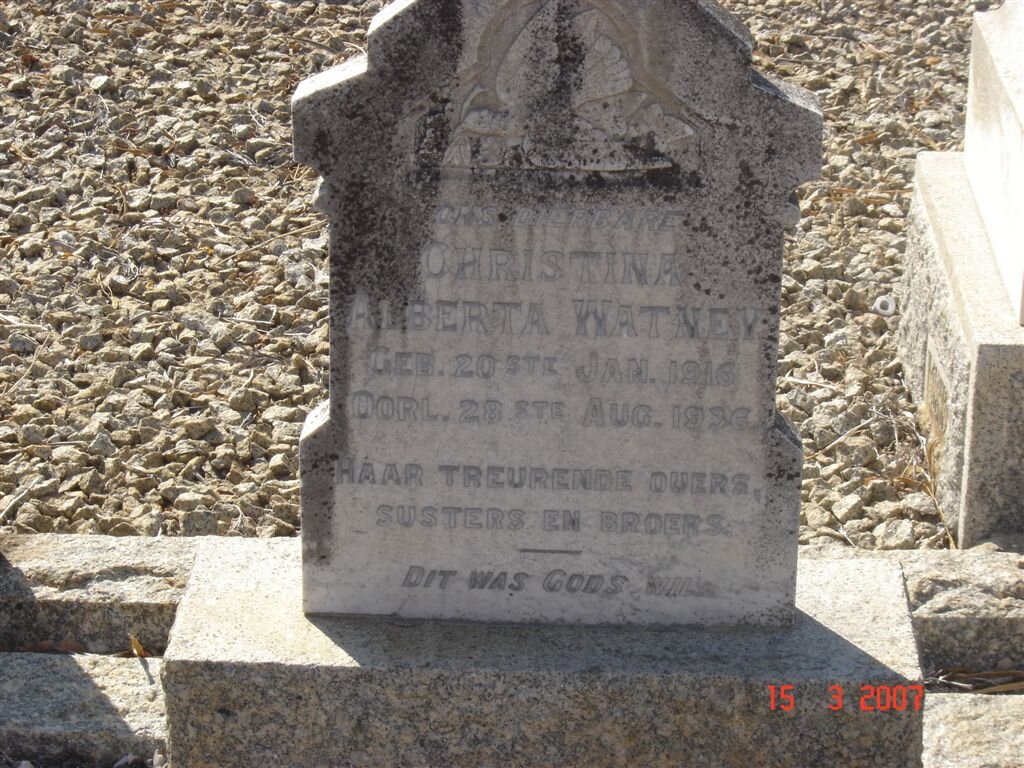 ONS DIERBARE
CHRISTINA
ALBERTA WATNEY
GEB. 20STE JAN. 1916
OORL. 28STE AUG. 1936.
HAAR TREURENDE OUERS,
SUSTERS EN BROERS.
DIT WAS GODS WIL
15 3 2007